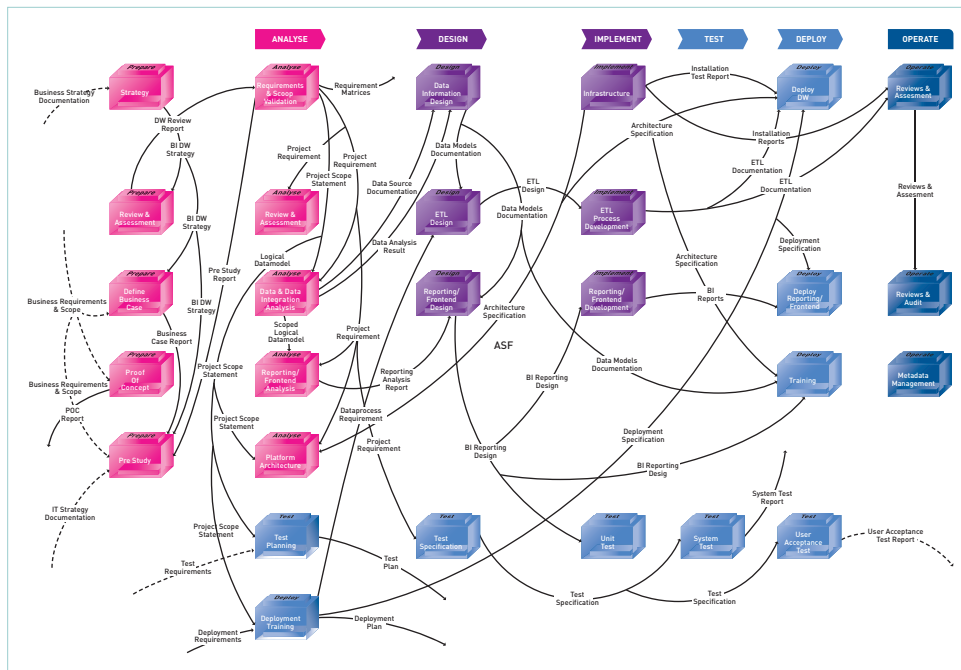 ANALYSE
DESIGN
IMPLEMENT
TEST
DEPLOY
OPERATE
Prepare
Strategy
Analyse
Requirements
& Scoop
Validation
Design
Data
Information
Design
Implement
Infrastructure
Deploy
Deploy
DW
Reviews &
Assesment
Business Strategy
Documentation
Requirement
Matrices
Installation
Test Report
DW Review
Report
BI DW
Strategy
Project
Requirement
Project Scope
Statement
Project
Requirement
Data Models
Documentation
Architecture
Specification
Installation
Reports
ETL
Documentation
ETL
Documentation
Prepare
Review &
Assessment
Analyse
Review &
Assessment
Data Source
Documentation
Design
ETL
Design
ETL
Design
Data Models
Documentation
Implement
ETL
Process
Development
Reviews &
Assesment
BI DW
Strategy
Data Analysis
Result
Deployment
Specification
Logical
Datamodel
Pre Study
Report
Architecture
Specification
Prepare
Define
Business
Case
Analyse
Data & Data
Integration
Analysis
Design
Reporting/
Frontend
Design
Implement
Reporting/
Frontend
Development
BI
Reports
Deploy
Deploy
Reporting/
Frontend
Reviews &
Audit
Business Requirements
& Scope
BI DW
Strategy
Architecture
Specification
Scoped
Logical
Datamodel
Project
Requirement
Business
Case Report
ASF
Prepare
Proof
Of
Concept
Project Scope
Statement
Analyse
Reporting/
Frontend
Analysis
Reporting
Analysis
Report
BI Reporting
Design
Data Models
Documentation
Deploy
Training
Metadata
Management
Business Requirements
& Scope
POC
Report
Project Scope
Statement
Dataprocess
Requirement
Project
Requirement
BI Reporting
Design
Deployment
Specification
Prepare
Pre Study
Analyse
Platform
Architecture
BI Reporting
Desig
System Test
Report
IT Strategy
Documentation
Project Scope
Statement
Test
Test
Planning
Test
Test
Specification
Test
Unit
Test
Test
System
Test
Test
User
Acceptance
Test
User Acceptance
Test Report
Test
Requirements
Test
Plan
Test
Specification
Test
Specification
Deploy
Deployment
Training
Deployment
Requirements
Deployment
Plan